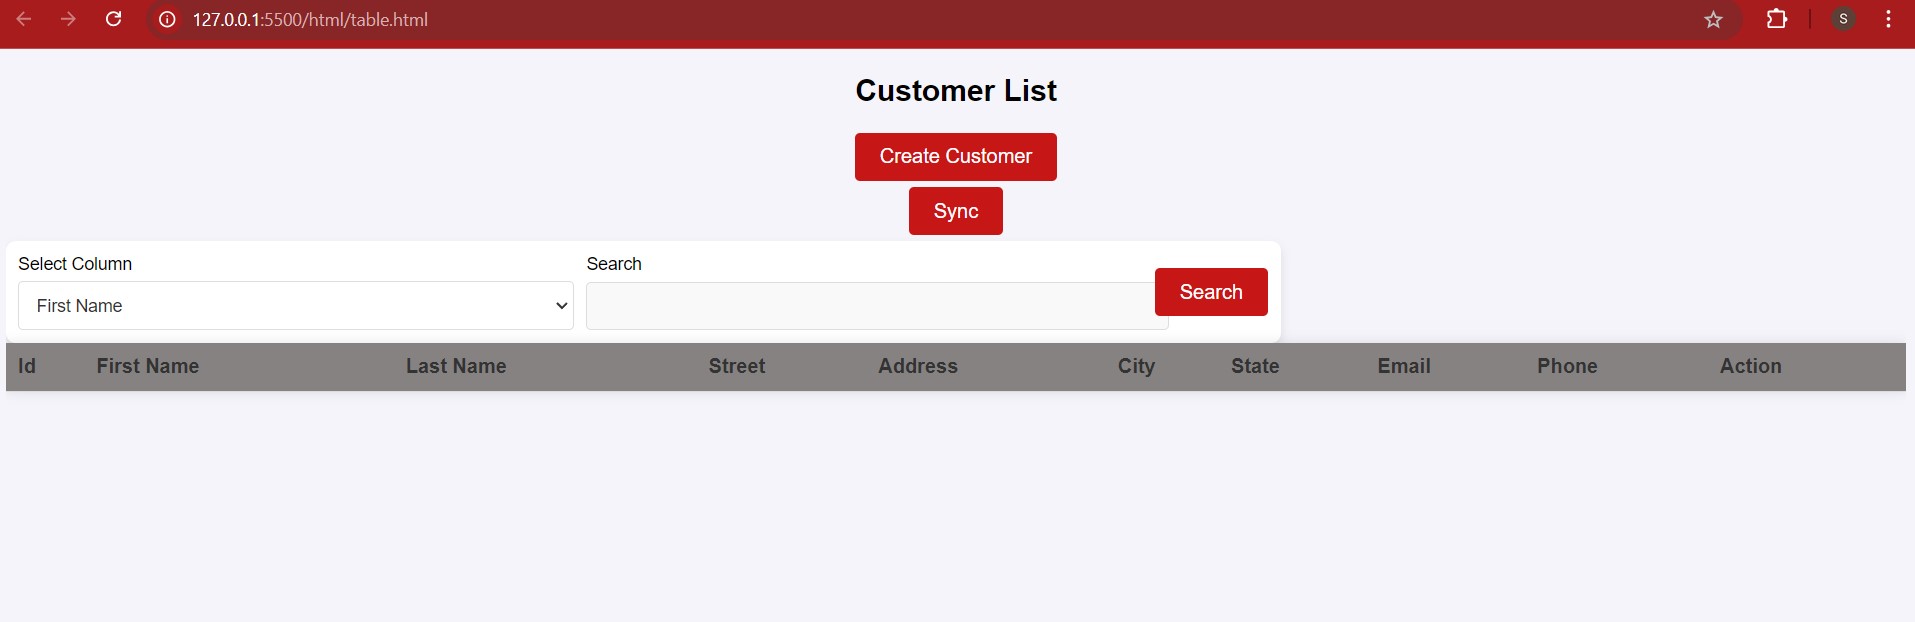 127.0.0.1:5500/html/table.html
S
Customer List
Create Customer
Sync
Select Column Search
First Name Search
Id First Name Last Name Street Address City State Email Phone Action